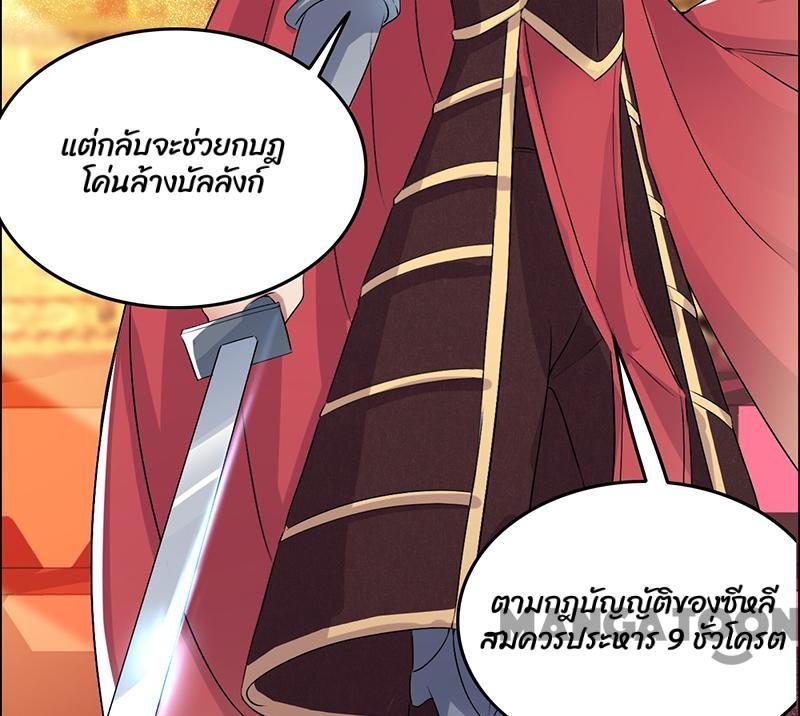 แต่กลับจะช่วยกบฎ
โค่นล้างบัลลังก์
ตามกฎบัญญัติของซีหลี
สมควรประหาร 9 ชั่วโครต
MANGATOON